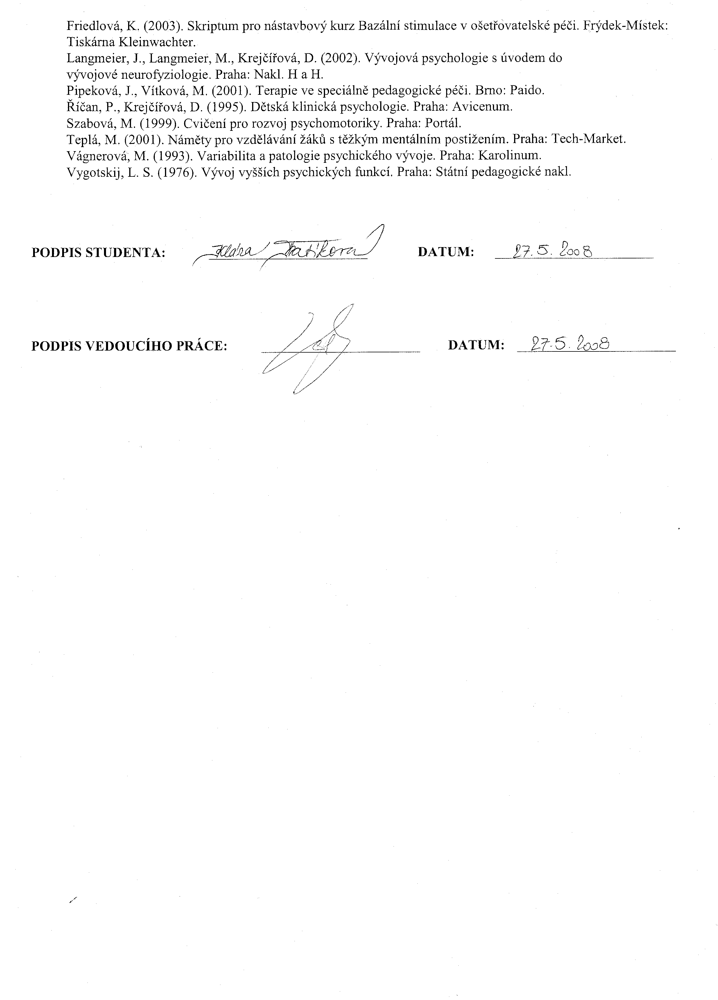 Friedlová, K. (2003). Skriptum pro nástavbový kurz Bazální stimulace v ošetřovatelské péči. Frýdek-Místek:
Tiskárna Kleinwachter.
Langmeier, J., Langmeier, M., Krejčířová, D. (2002). Vývojová psychologie s úvodem do
vývojové neurofyziologie. Praha: Nakl. H a H.
Pipeková, J., Vítková, M. (2001). Terapie ve speciálně pedagogické péči. Brno: Paido.
Říčan, P., Krejčířová, D. (1995). Dětská klinická psychologie. Praha: Avicenum.
Szabová, M. (1999). Cvičení pro rozvoj psychomotoriky. Praha: Portál.
Teplá, M. (2001). Náměty pro vzdělávání žáků s těžkým mentálním postižením. Praha: Tech-Market.
Vágnerová, M. (1993). Variabilita a patologie psychického vývoje. Praha: Karolinum.
Vygotskij, L. S. (1976). Vývoj vyšších psychických funkcí. Praha: Státní pedagogické nakl.
PODPIS STUDENTA: Klára DATUM: 27. 5. 2008
PODPIS VEDOUCÍHO PRÁCE: DATUM: 27. 5. 2008